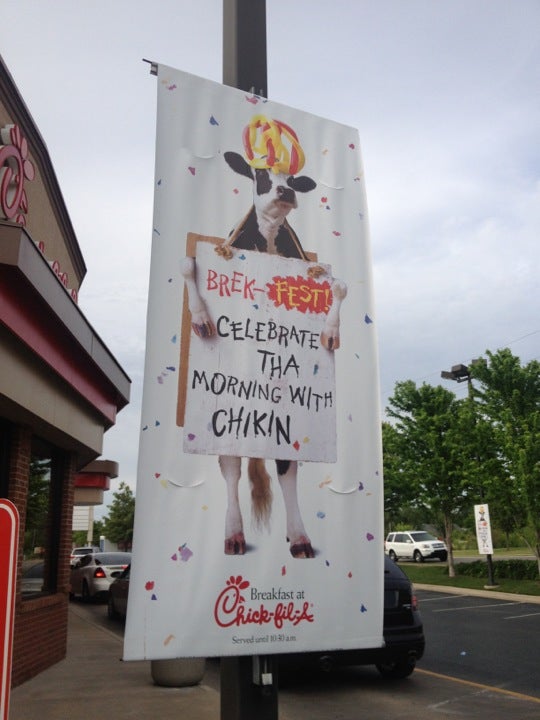 BREK-FEST!
CELEBRATE
THA
MORNING WITH
CHIKIN
Breakfast at
Chick-fil-A
Served until 10:30 a.m.